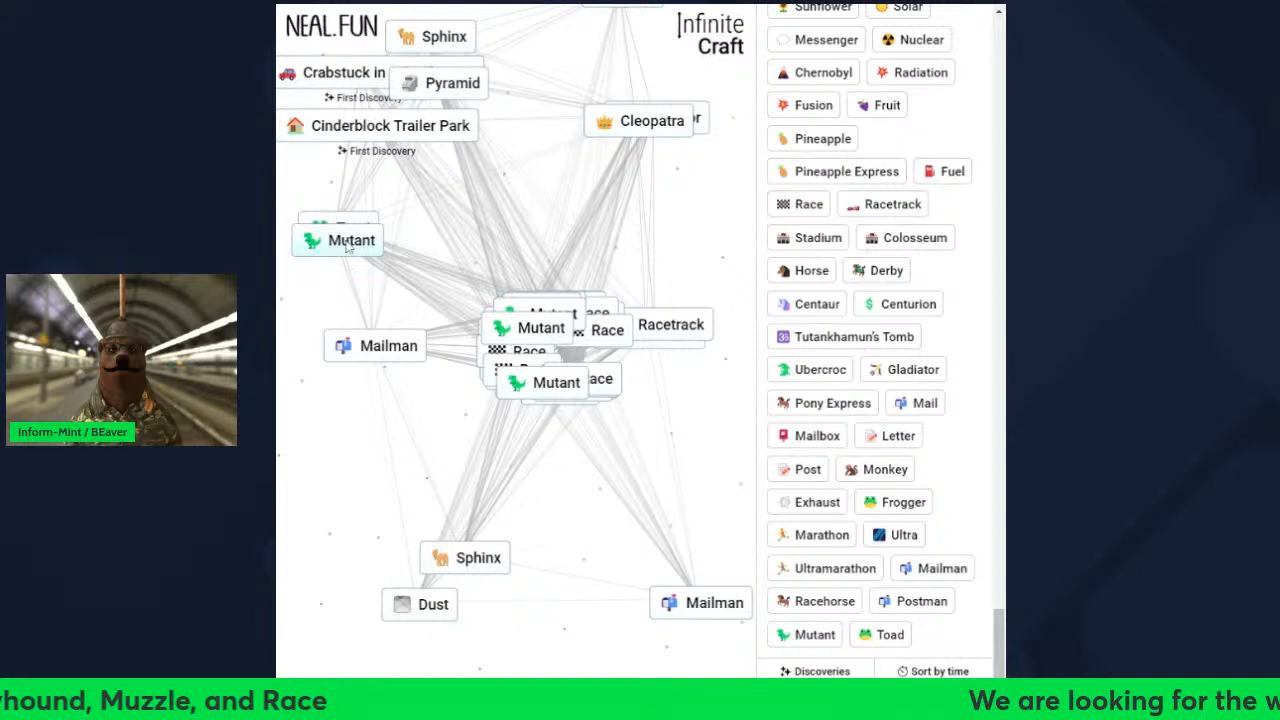 NEAL.FUN
Infinite
Craft
Sphinx
Crabstuck in
Pyramid
First Discovery
Cinderblock Trailer Park
First Discovery
Cleopatra
Mutant
Mailman
Mutant
Race
Racetrack
Mutant
Race
Race
Mutant
Sphinx
Dust
Mailman
Sunflower
Solar
Messenger
Nuclear
Chernobyl
Radiation
Fusion
Fruit
Pineapple
Pineapple Express
Fuel
Race
Racetrack
Stadium
Colosseum
Horse
Derby
Centaur
Centurion
Tutankhamun's Tomb
Ubercroc
Gladiator
Pony Express
Mail
Mailbox
Letter
Post
Monkey
Exhaust
Frogger
Marathon
Ultra
Ultramarathon
Mailman
Racehorse
Postman
Mutant
Toad
Discoveries
Sort by time
Inform-Mint / BEaver
hound, Muzzle, and Race
We are looking for the w